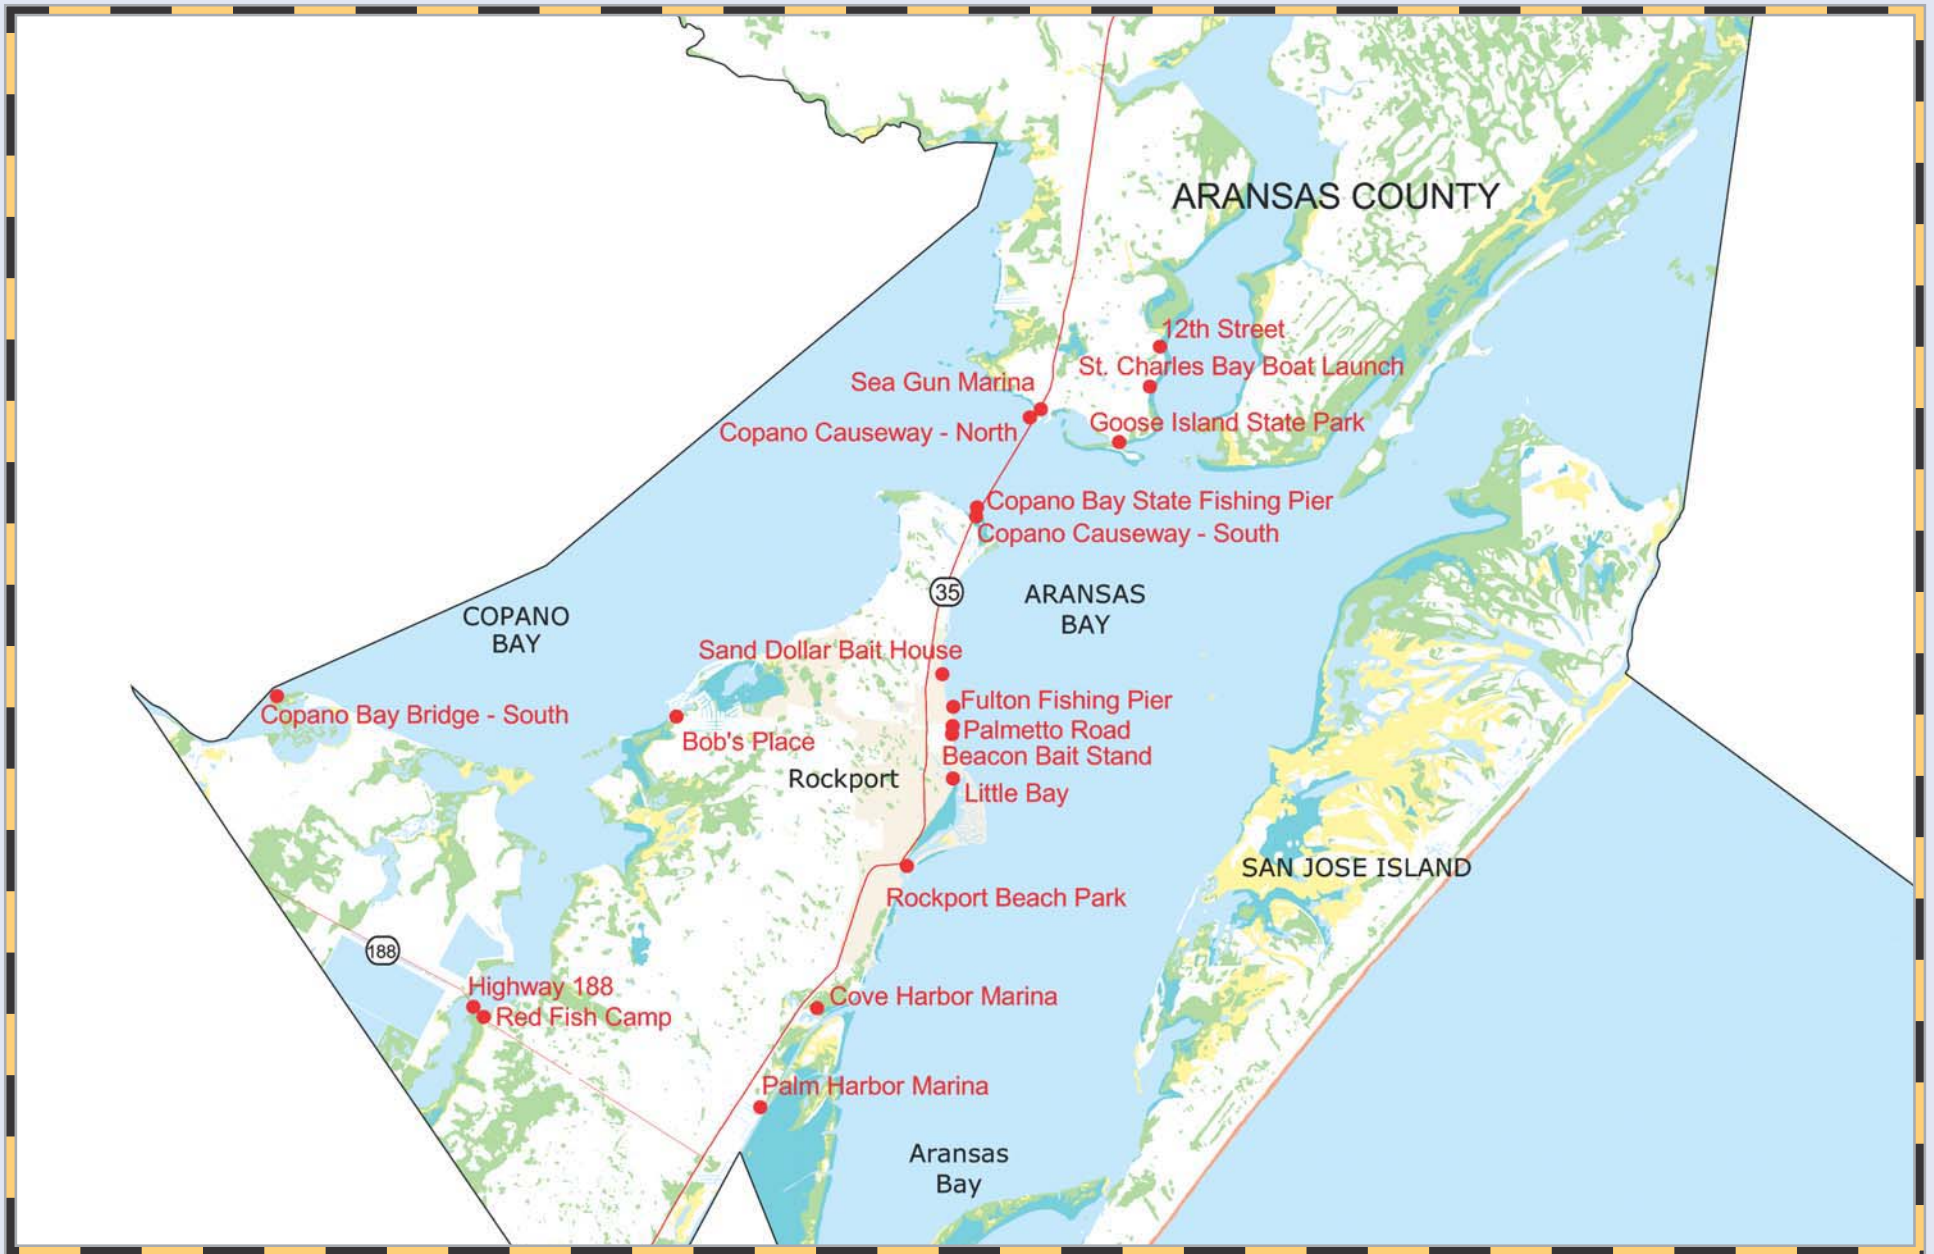 ARANSAS COUNTY
12th Street
St. Charles Bay Boat Launch
Sea Gun Marina
Goose Island State Park
Copano Causeway - North
Copano Bay State Fishing Pier
Copano Causeway - South
35
ARANSAS
BAY
COPANO
BAY
Sand Dollar Bait House
Fulton Fishing Pier
Copano Bay Bridge - South
Palmetto Road
Bob's Place
Beacon Bait Stand
Rockport
Little Bay
SAN JOSE ISLAND
Rockport Beach Park
188
Highway 188
Cove Harbor Marina
Red Fish Camp
Palm Harbor Marina
Aransas
Bay